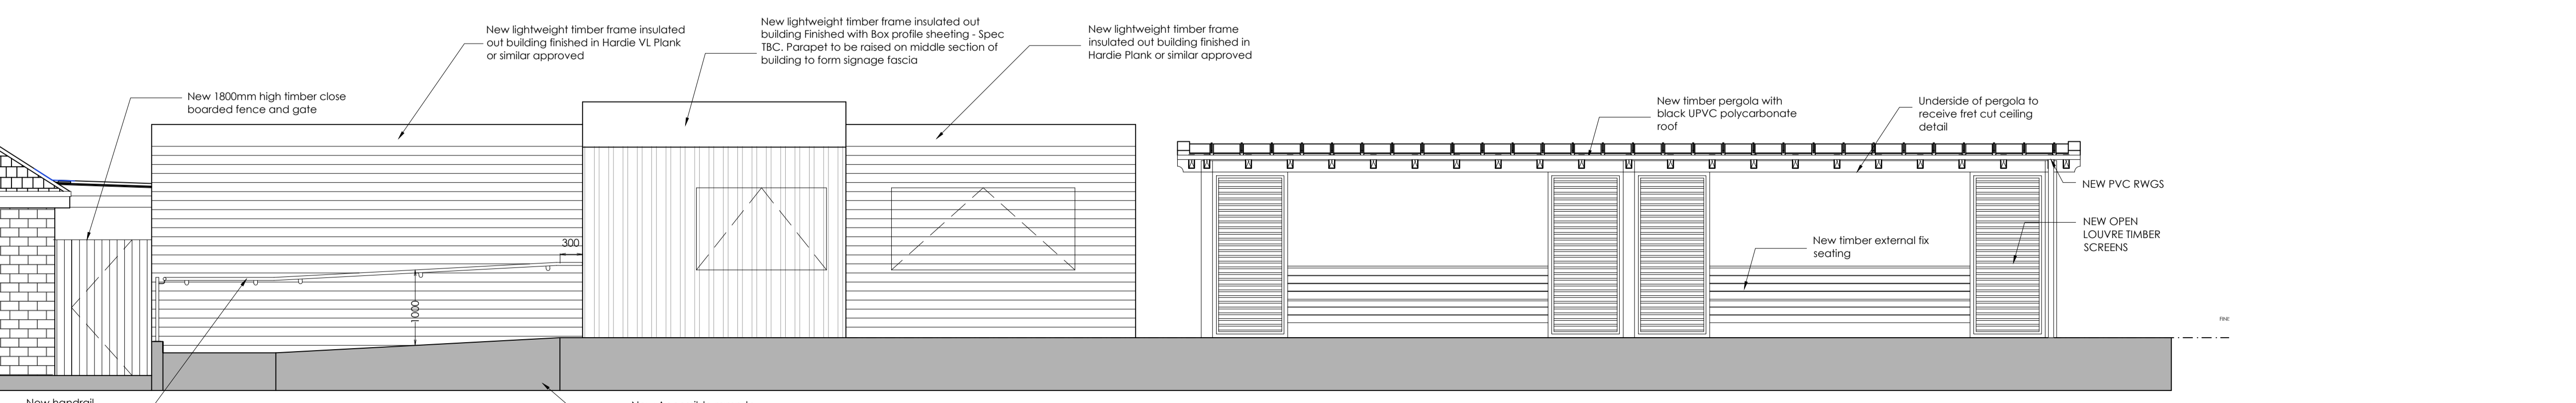 New lightweight timber frame insulated
out building finished in Hardie VL Plank
or similar approved
New lightweight timber frame insulated out
building Finished with Box profile sheeting - Spec
TBC. Parapet to be raised on middle section of
building to form signage fascia
New lightweight timber frame
insulated out building finished in
Hardie Plank or similar approved
New 1800mm high timber close
boarded fence and gate
New timber pergola with
black UPVC polycarbonate
roof
Underside of pergola to
receive fret cut ceiling
detail
NEW PVC RWGS
NEW OPEN
LOUVRE TIMBER
SCREENS
New timber external fix
seating
300
1000
New handrail